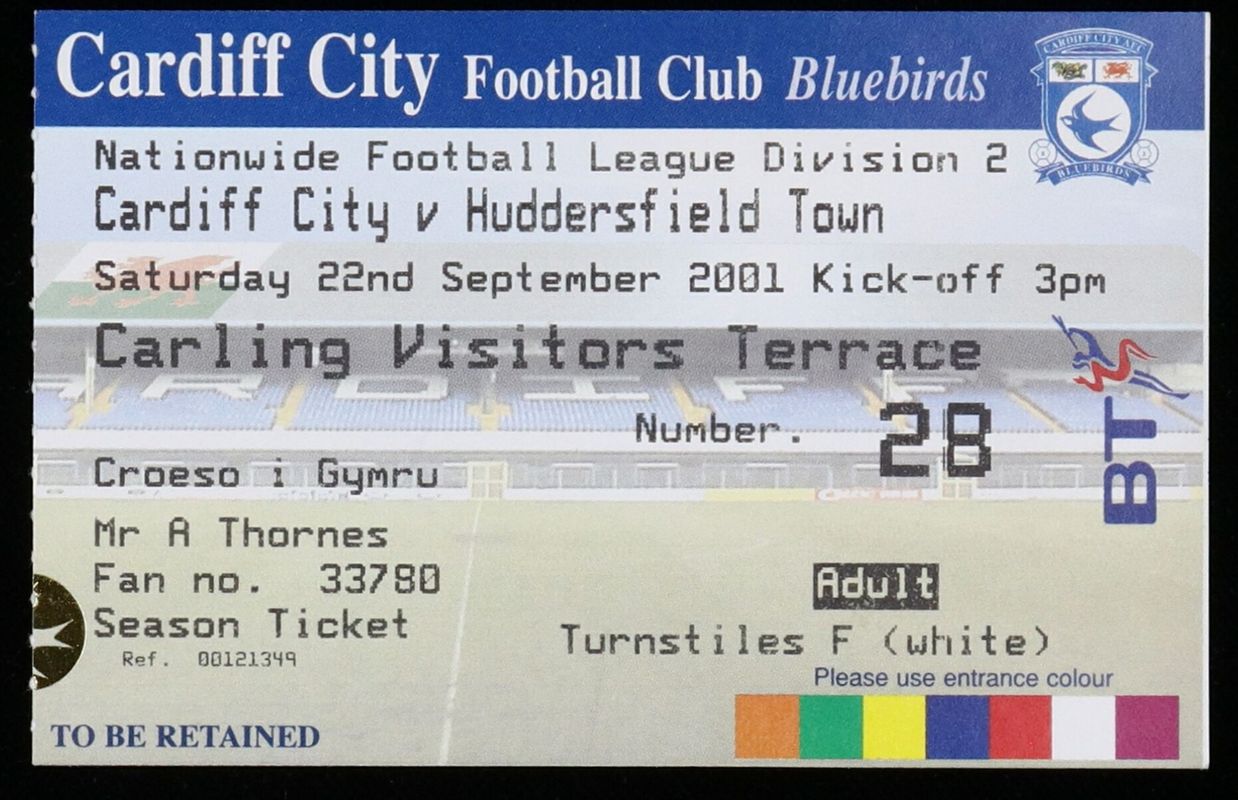 Cardiff City Football Club Bluebirds
CARDIFF CITY AFC
BLUEBIRDS
Nationwide Football League Division 2
Cardiff City v Huddersfield Town
Saturday 22nd September 2001 Kick-off 3pm
Carling Visitors Terrace
Number. 28
BT
Croeso i Gymru
Mr A Thornes
Fan no. 33780
Season Ticket
Ref. 00121349
Adult
Turnstiles F (white)
Please use entrance colour
TO BE RETAINED